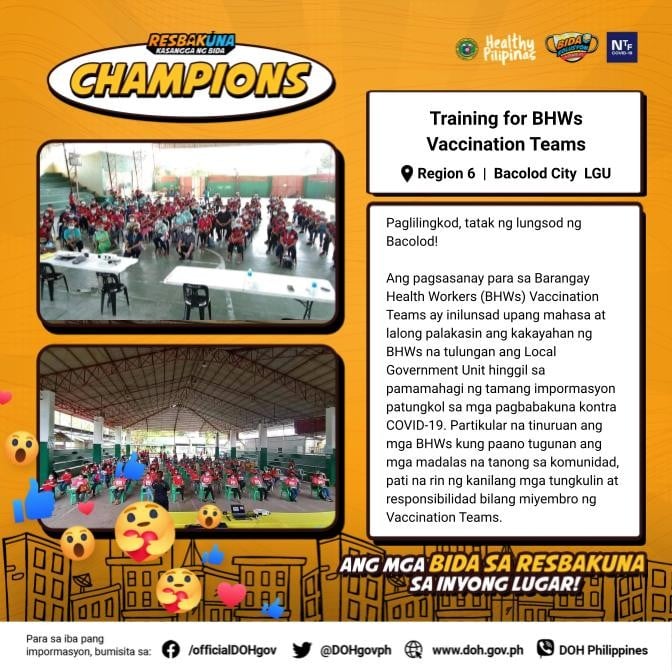 RESBAKUNA
KASANGGA NG BIDA
CHAMPIONS
Healthy
Pilipinas
BIDA
SOLUSYON
NTF
COVID-19
Training for BHWs
Vaccination Teams
Region 6 | Bacolod City LGU
Paglilingkod, tatak ng lungsod ng
Bacolod!
Ang pagsasanay para sa Barangay
Health Workers (BHWs) Vaccination
Teams ay inilunsad upang mahasa at
lalong palakasin ang kakayahan ng
BHWs na tulungan ang Local
Government Unit hinggil sa
pamamahagi ng tamang impormasyon
patungkol sa mga pagbabakuna kontra
COVID-19. Partikular na tinuruan ang
mga BHWs kung paano tugunan ang
mga madalas na tanong sa komunidad,
pati na rin ng kanilang mga tungkulin at
responsibilidad bilang miyembro ng
Vaccination Teams.
ANG MGA BIDA SA RESBAKUNA
SA INYONG LUGAR!
Para sa iba pang
impormasyon, bumisita sa:
/officialDOHgov
@DOHgovph
www.doh.gov.ph
DOH Philippines